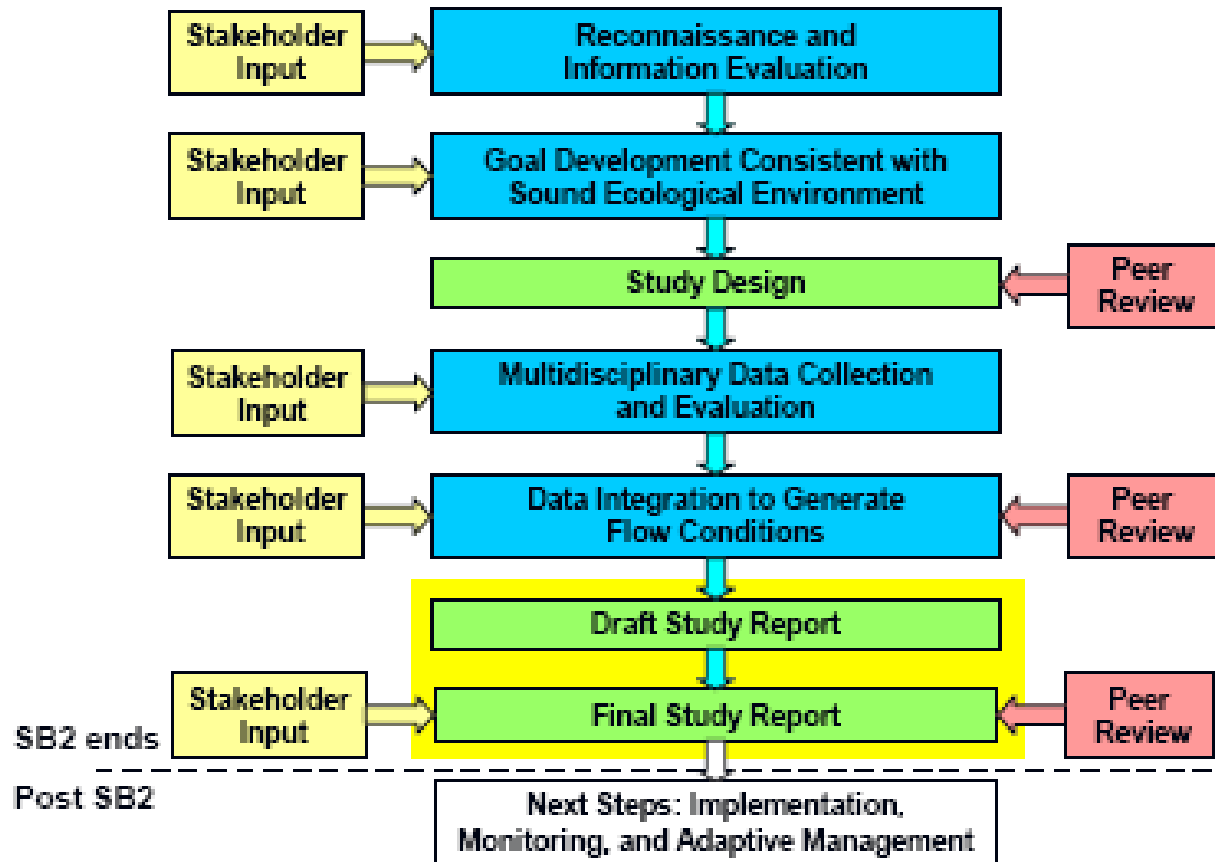 Stakeholder
Input
Reconnaissance and
Information Evaluation
Stakeholder
Input
Goal Development Consistent with
Sound Ecological Environment
Study Design
Peer
Review
Stakeholder
Input
Multidisciplinary Data Collection
and Evaluation
Stakeholder
Input
Data Integration to Generate
Flow Conditions
Peer
Review
Draft Study Report
Stakeholder
Input
Final Study Report
Peer
Review
SB2 ends
Post SB2
Next Steps: Implementation,
Monitoring, and Adaptive Management